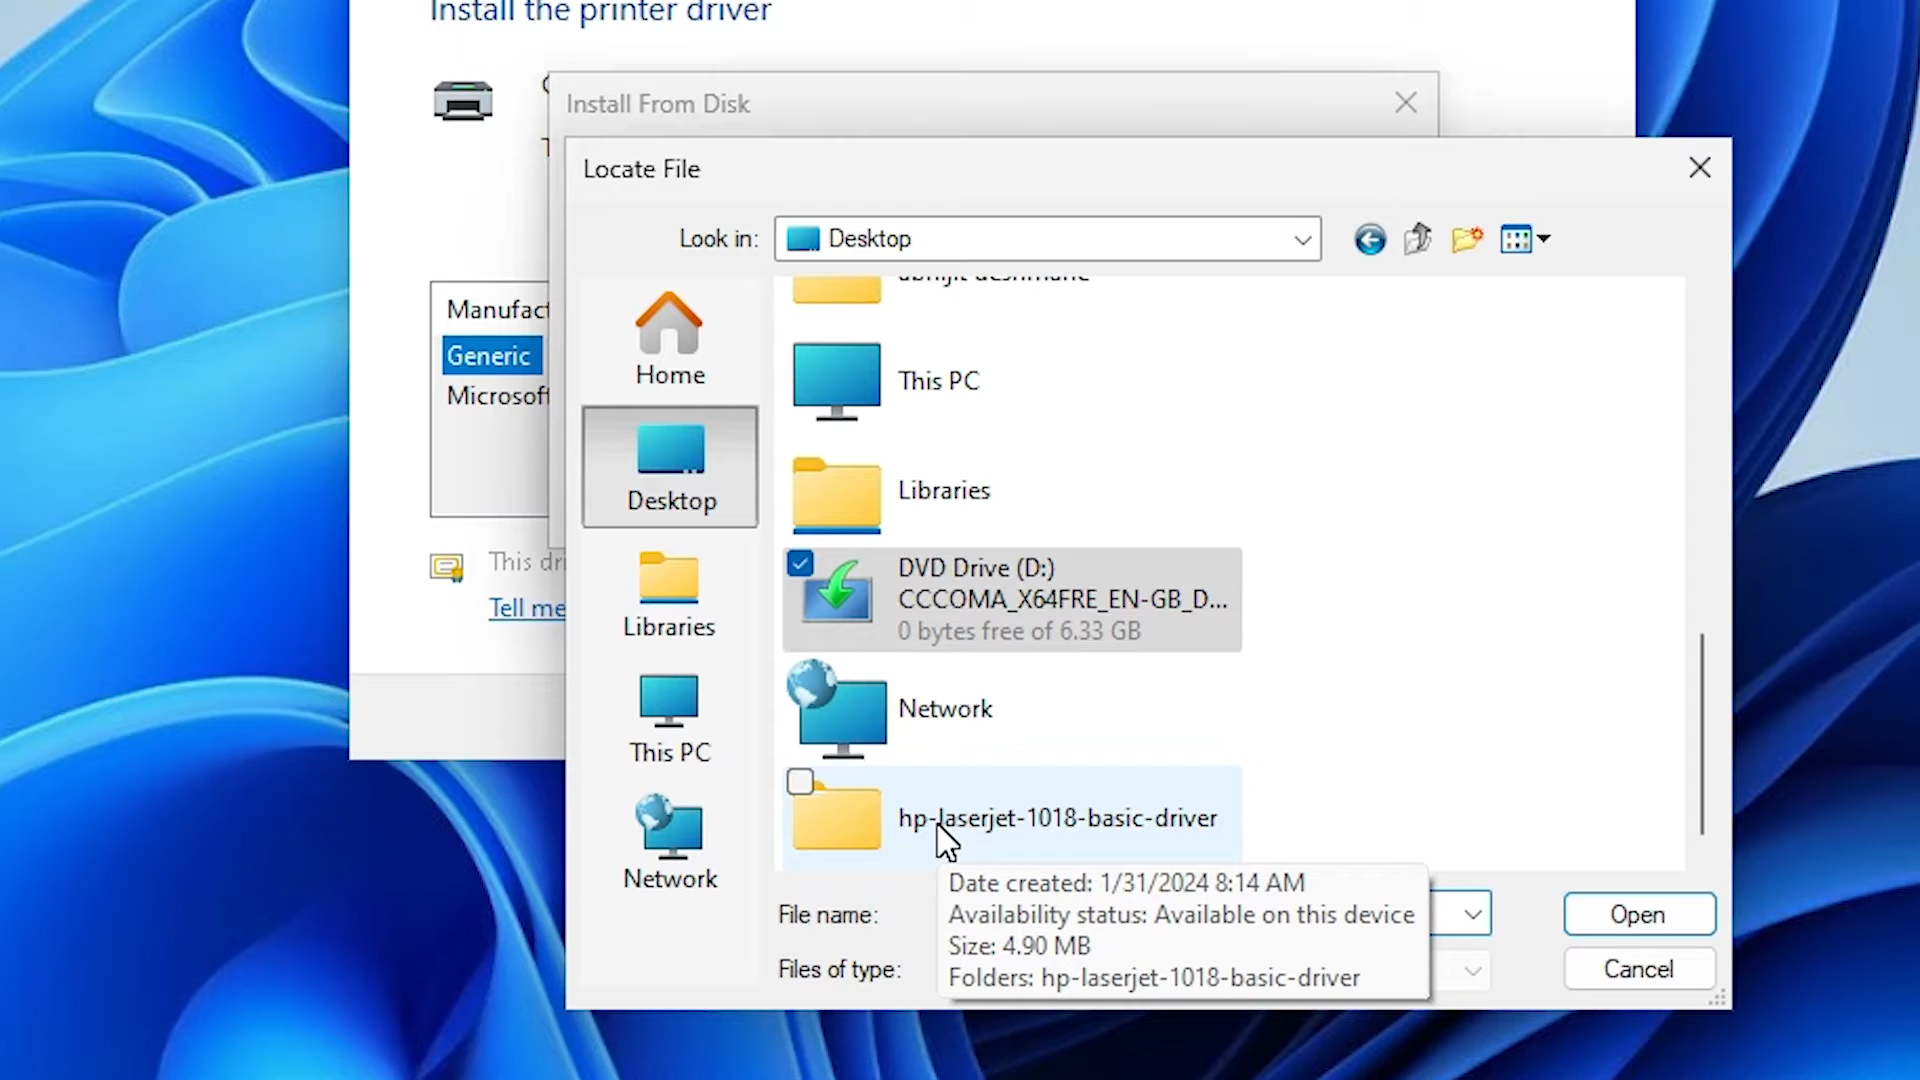 Install the printer driver
Install From Disk
Locate File
Look in:
Desktop
Manufact
Generic
Microsoft
This dri
Tell me
Home
Desktop
Libraries
This PC
Network
This PC
Libraries
DVD Drive (D:)
CCCOMA_X64FRE_EN-GB_D...
0 bytes free of 6.33 GB
Network
hp-laserjet-1018-basic-driver
Date created: 1/31/2024 8:14 AM
Availability status: Available on this device
Size: 4.90 MB
Folders: hp-laserjet-1018-basic-driver
File name:
Open
Files of type:
Cancel